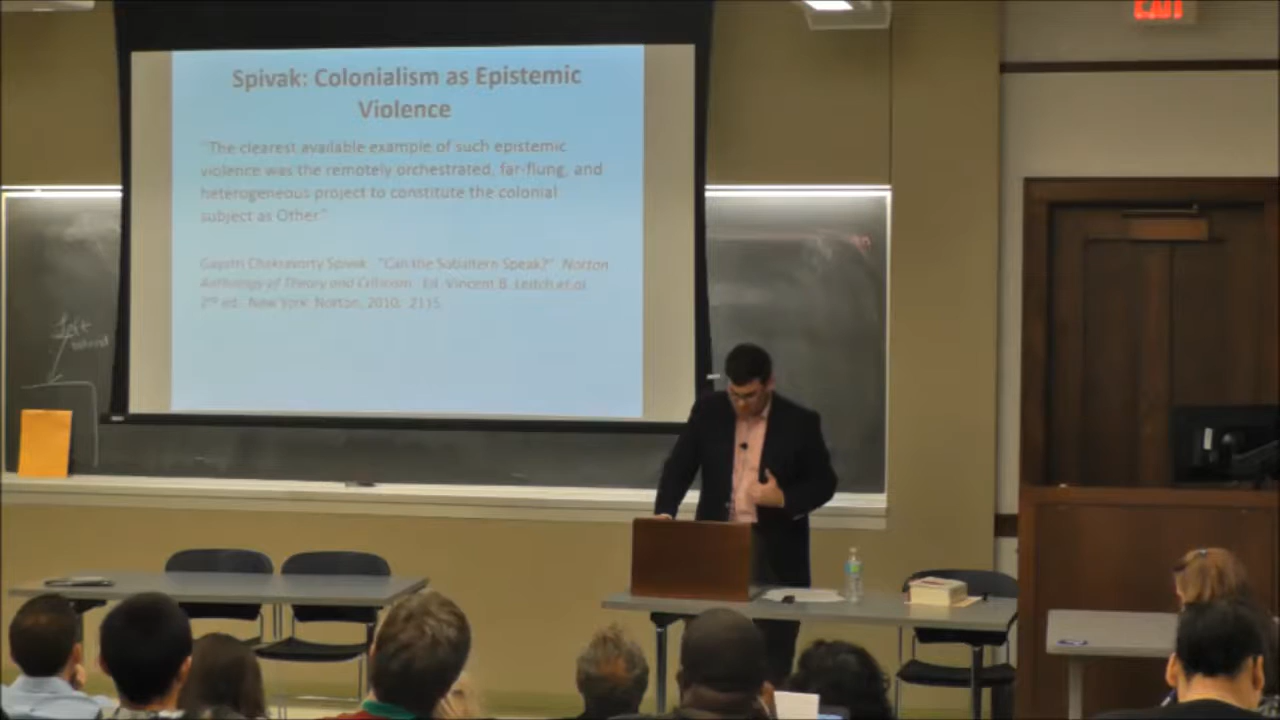 EXIT
Spivak: Colonialism as Epistemic
Violence
"The clearest available example of such epistemic
violence was the remotely orchestrated, far-flung, and
heterogeneous project to constitute the colonial
subject as Other"
Gayatri Chakravorty Spivak. "Can the Subaltern Speak?" Norton
Anthology of Theory and Criticism. Ed. Vincent B. Leitch et al.
2nd ed. New York: Norton, 2010: 2115.